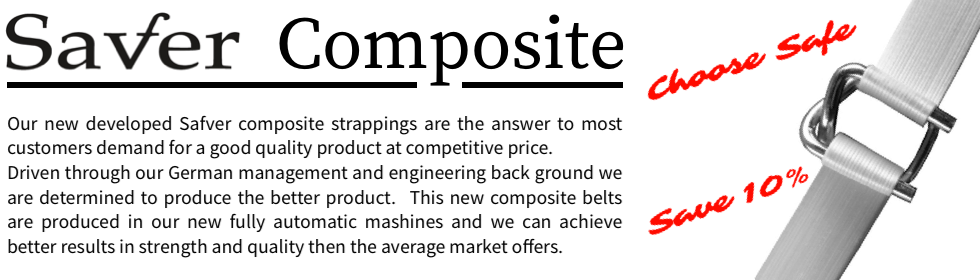 Safver Composite
Our new developed Safver composite strappings are the answer to most
customers demand for a good quality product at competitive price.
Driven through our German management and engineering back ground we
are determined to produce the better product. This new composite belts
are produced in our new fully automatic mashines and we can achieve
better results in strength and quality then the average market offers.
Choose Safe
Save 10%